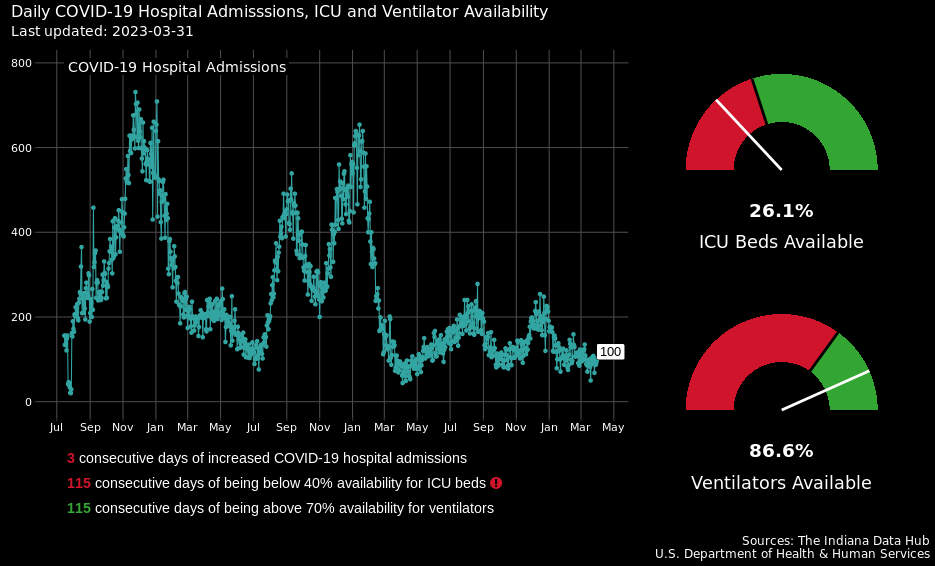 Daily COVID-19 Hospital Admisssions, ICU and Ventilator Availability
Last updated: 2023-03-31
COVID-19 Hospital Admissions
800
600
400
200
0
100
Jul Sep Nov Jan Mar May Jul Sep Nov Jan Mar May Jul Sep Nov Jan Mar May
26.1%
ICU Beds Available
86.6%
Ventilators Available
3 consecutive days of increased COVID-19 hospital admissions
115 consecutive days of being below 40% availability for ICU beds !
115 consecutive days of being above 70% availability for ventilators
Sources: The Indiana Data Hub
U.S. Department of Health & Human Services